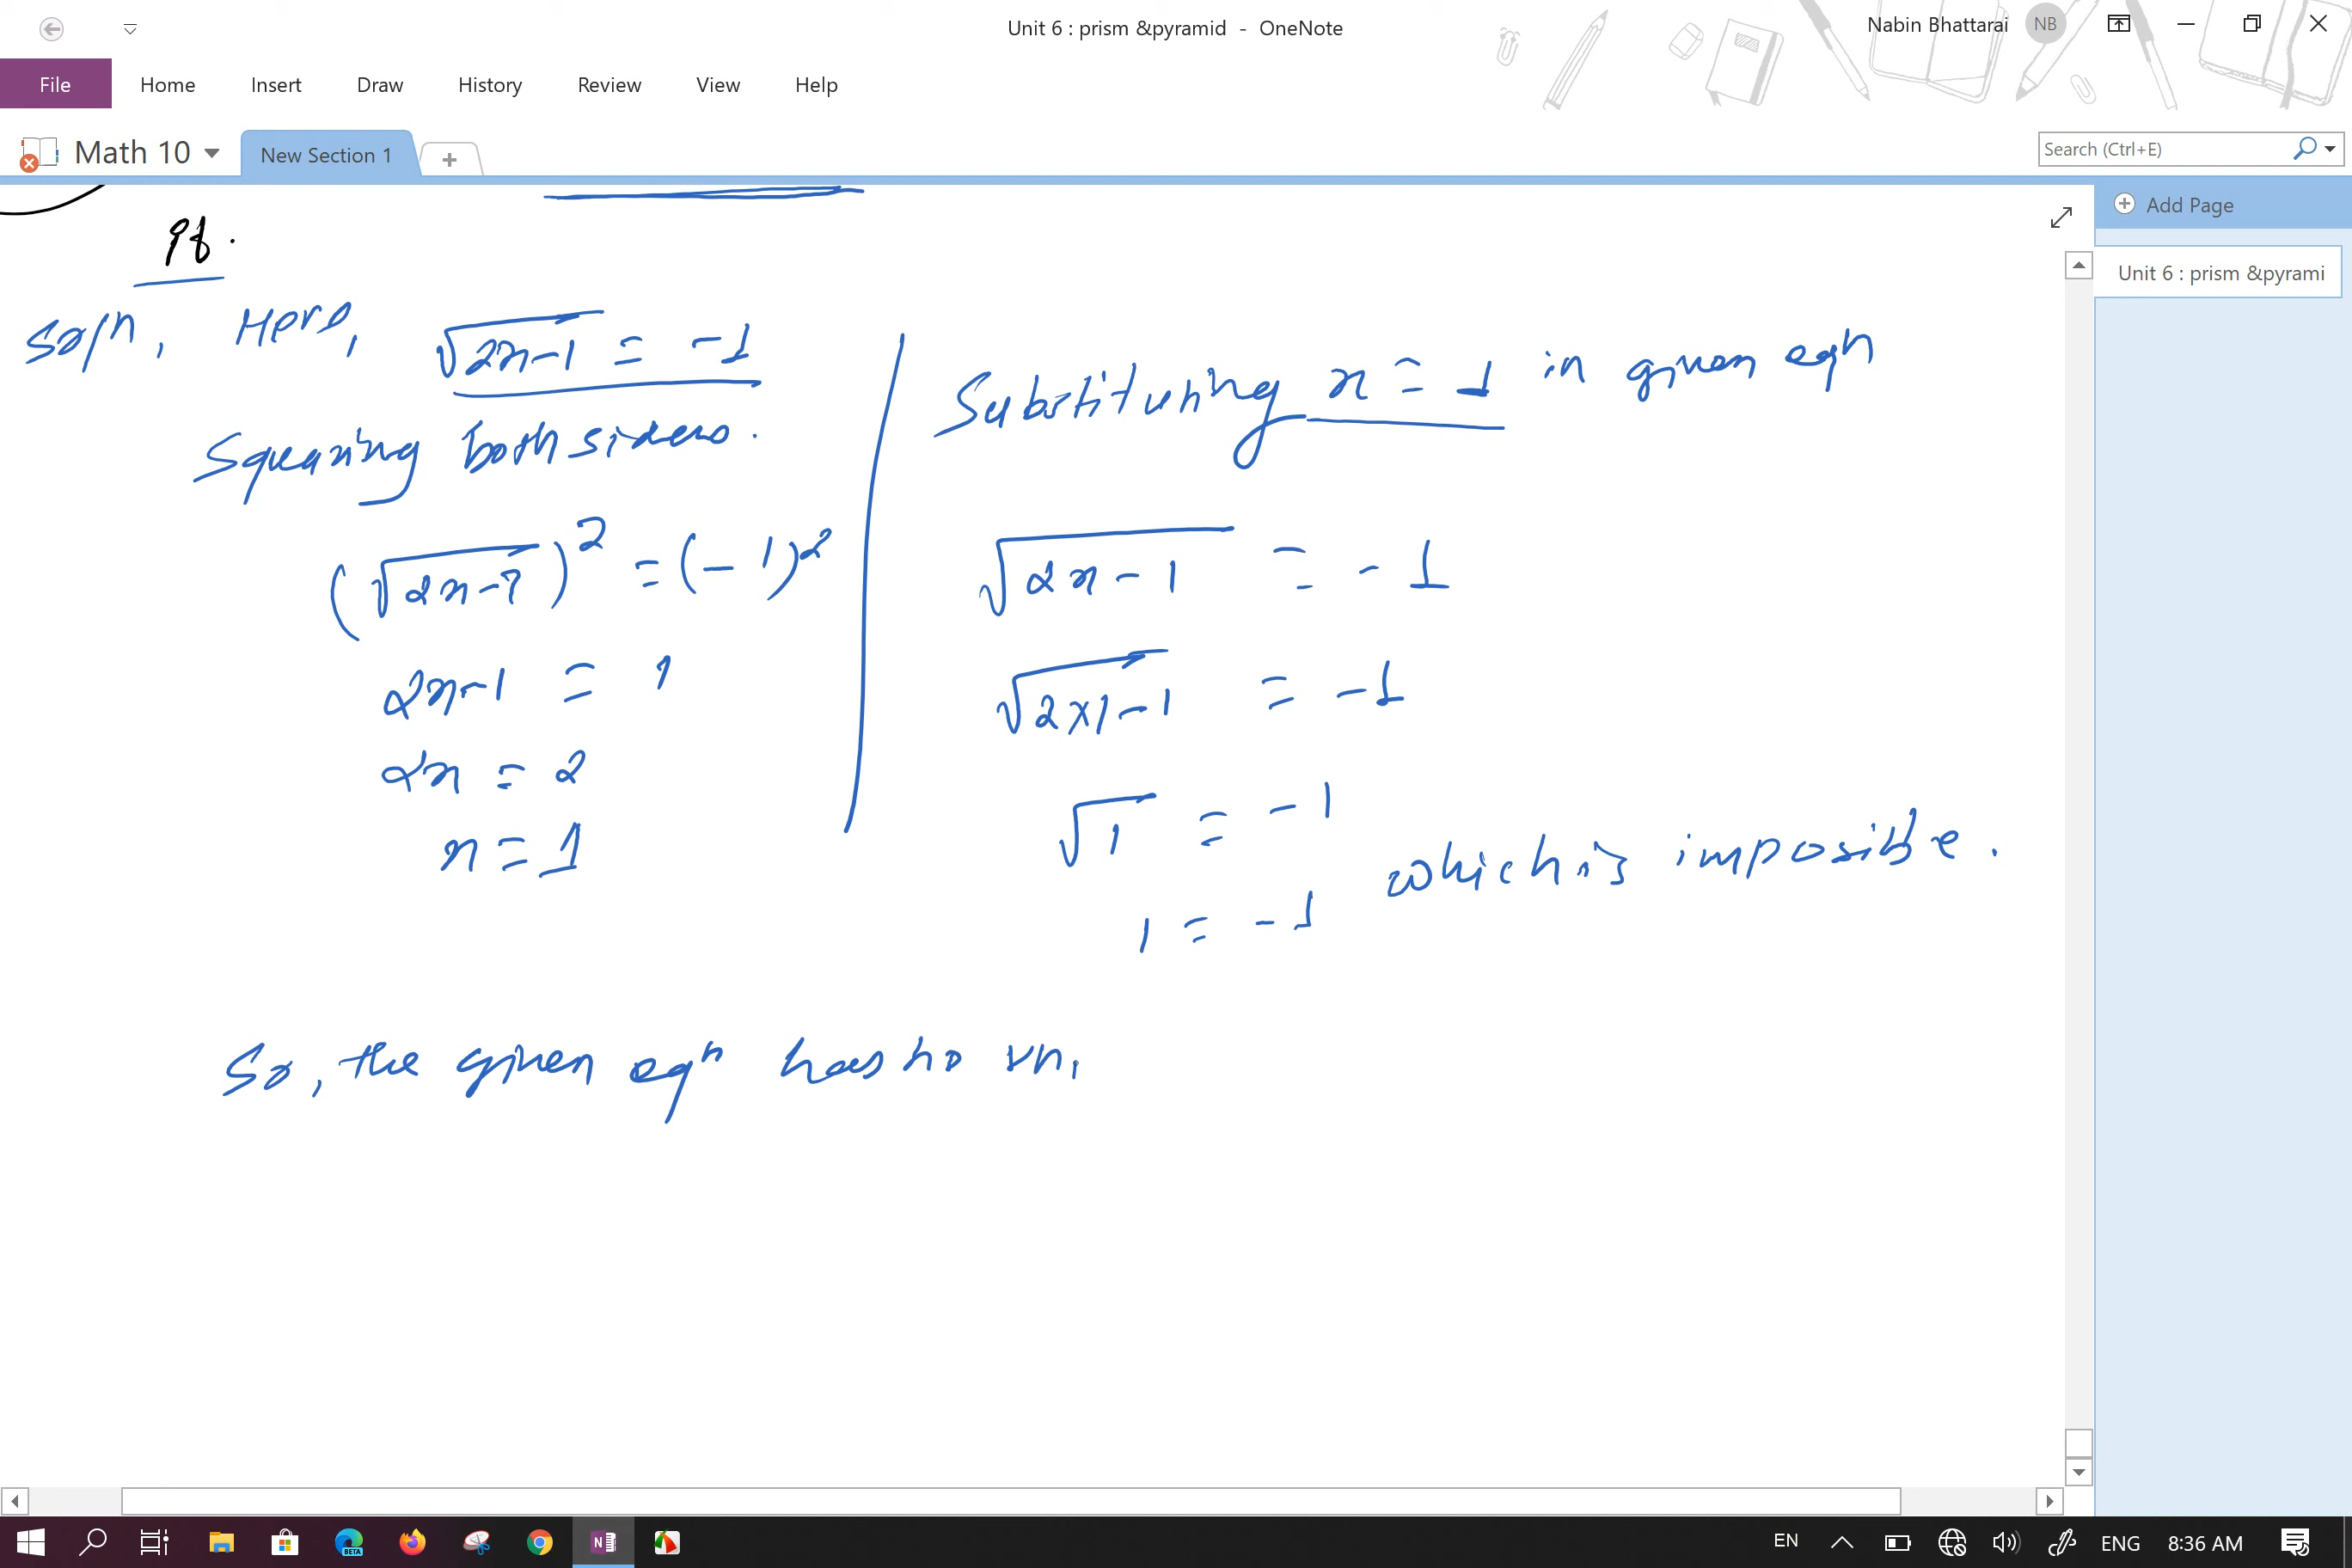 Unit 6 : prism &pyramid - OneNote
Nabin Bhattarai NB
File Home Insert Draw History Review View Help
Math 10 New Section 1 +
Search (Ctrl+E)
Add Page
Unit 6 : prism &pyrami
soln, Here, √(2x-1) = -1
Squaring both sides.
(√(2x-1))² = (-1)²
2x-1 = 1
2x = 2
x = 1
Substituting x = 1 in given eqn
√(2x-1) = -1
√(2×1-1) = -1
√1 = -1
1 = -1 which is imposible.
So, the given eqⁿ has no
BETA
EN ENG 8:36 AM